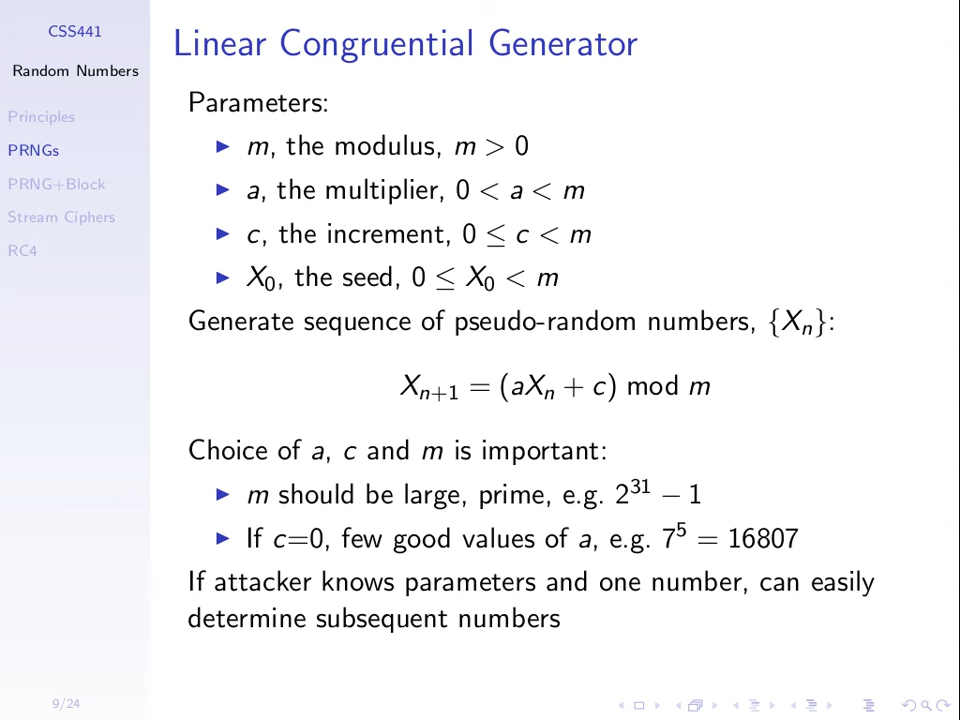 CSS441
Random Numbers
Principles
PRNGs
PRNG+Block
Stream Ciphers
RC4
Linear Congruential Generator
Parameters:
▶ m, the modulus, m > 0
▶ a, the multiplier, 0 < a < m
▶ c, the increment, 0 ≤ c < m
▶ X₀, the seed, 0 ≤ X₀ < m
Generate sequence of pseudo-random numbers, {Xₙ}:
Xₙ₊₁ = (aXₙ + c) mod m
Choice of a, c and m is important:
▶ m should be large, prime, e.g. 2³¹ − 1
▶ If c=0, few good values of a, e.g. 7⁵ = 16807
If attacker knows parameters and one number, can easily
determine subsequent numbers
9/24